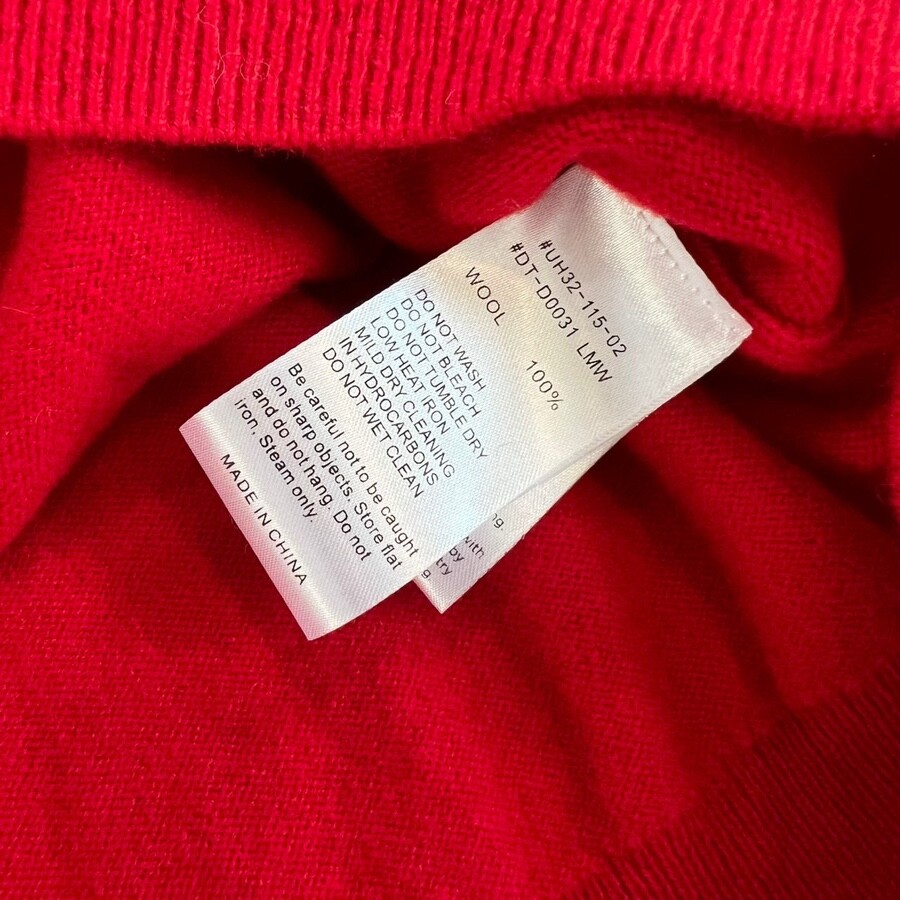 #UH32-115-02
#DT-D0031 LMW
WOOL 100%
DO NOT WASH
DO NOT BLEACH
DO NOT TUMBLE DRY
LOW HEAT IRON
MILD DRY CLEANING
IN HYDROCARBONS
DO NOT WET CLEAN
Be careful not to be caught
on sharp objects. Store flat
and do not hang. Do not
iron. Steam only.
MADE IN CHINA
with
by